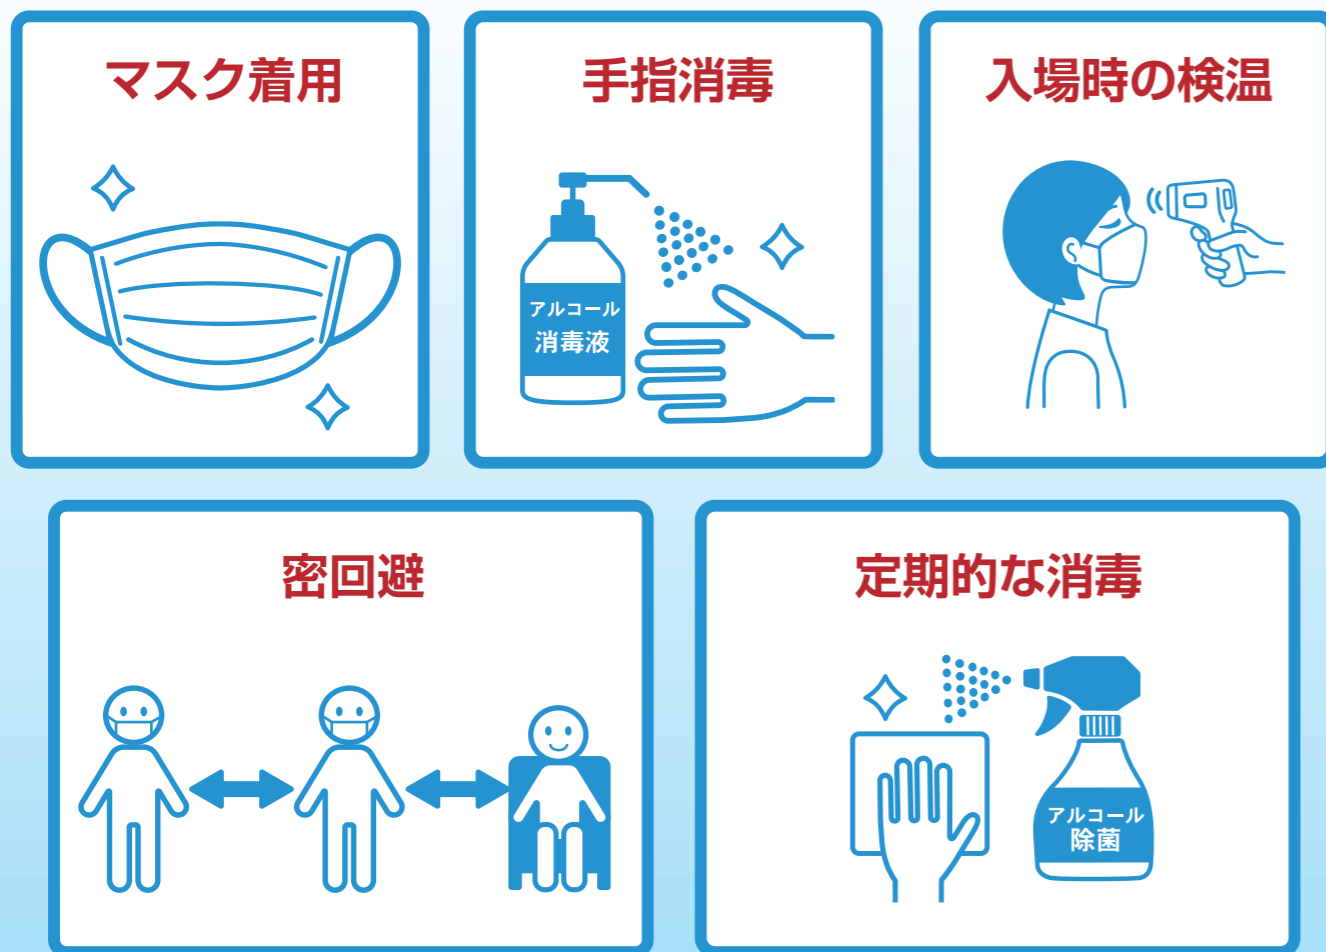 マスク着用
手指消毒
アルコール
消毒液
入場時の検温
密回避
定期的な消毒
アルコール
除菌